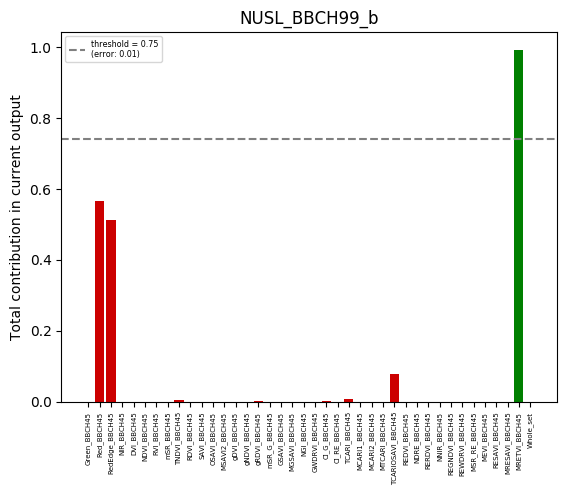 NUSL_BBCH99_b
threshold = 0.75
(error: 0.01)
Total contribution in current output
1.0
0.8
0.6
0.4
0.2
0.0
Green_BBCH45
Red_BBCH45
RedEdge_BBCH45
NIR_BBCH45
DVI_BBCH45
NDVI_BBCH45
RVI_BBCH45
mSR_BBCH45
TNDVI_BBCH45
RDVI_BBCH45
SAVI_BBCH45
OSAVI_BBCH45
MSAVI2_BBCH45
gDVI_BBCH45
gNDVI_BBCH45
gRDVI_BBCH45
mSR_G_BBCH45
GSAVI_BBCH45
MGSAVI_BBCH45
NGI_BBCH45
GWDRVI_BBCH45
CI_G_BBCH45
CI_RE_BBCH45
TCARI_BBCH45
MCARI1_BBCH45
MCARI2_BBCH45
MTCARI_BBCH45
TCARIOSAVI_BBCH45
REDVI_BBCH45
NDRE_BBCH45
RERDVI_BBCH45
NNIR_BBCH45
REGNDVI_BBCH45
REWDRVI_BBCH45
MSR_RE_BBCH45
MEVI_BBCH45
RESAVI_BBCH45
MRESAVI_BBCH45
MRETVI_BBCH45
Whole_set